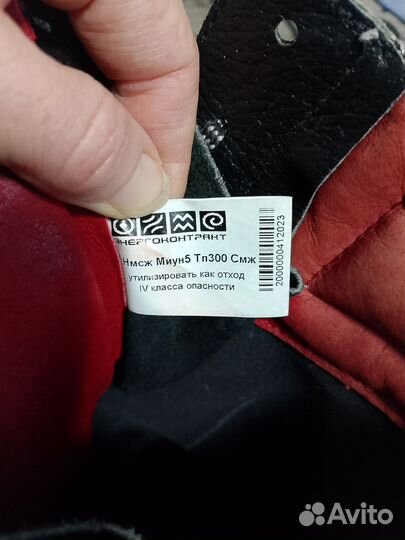 ЭНЕРГОКОНТРАКТ
Нмсж Миун5 Тп300 Смж
утилизировать как отход
IV класса опасности
2000000412023
Avito